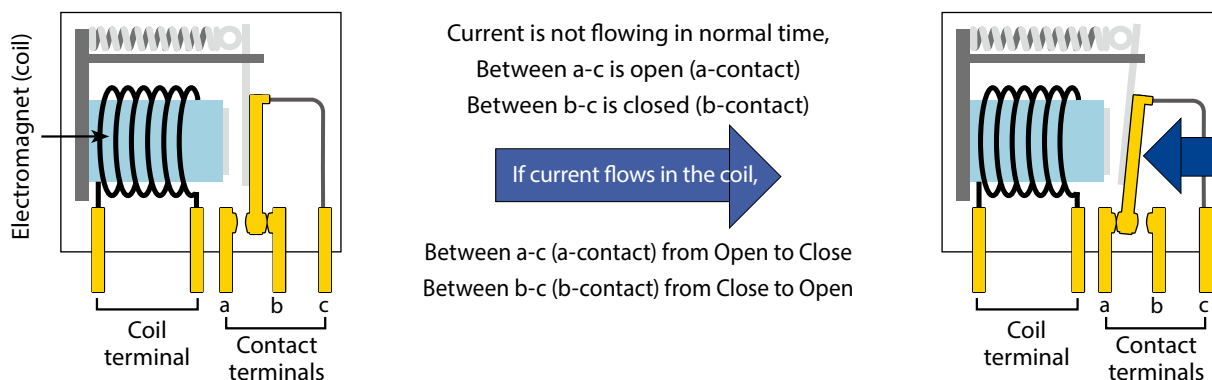 Electromagnet (coil)
a
b
c
Coil
terminal
Contact
terminals
Current is not flowing in normal time,
Between a-c is open (a-contact)
Between b-c is closed (b-contact)
If current flows in the coil,
Between a-c (a-contact) from Open to Close
Between b-c (b-contact) from Close to Open
a
b
c
Coil
terminal
Contact
terminals